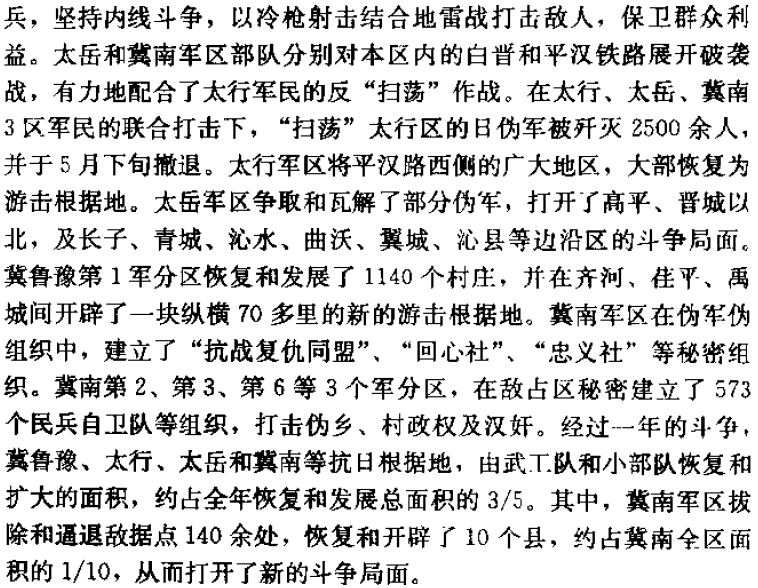 兵，坚持内线斗争，以冷枪射击结合地雷战打击敌人，保卫群众利
益。太岳和冀南军区部队分别对本区内的白晋和平汉铁路展开破袭
战，有力地配合了太行军民的反“扫荡”作战。在太行、太岳、冀南
3区军民的联合打击下，“扫荡”太行区的日伪军被歼灭2500余人，
并于5月下旬撤退。太行军区将平汉路西侧的广大地区，大部恢复为
游击根据地。太岳军区争取和瓦解了部分伪军，打开了高平、晋城以
北，及长子、青城、沁水、曲沃、翼城、沁县等边沿区的斗争局面。
冀鲁豫第1军分区恢复和发展了1140个村庄，并在齐河、茌平、禹
城间开辟了一块纵横70多里的新的游击根据地。冀南军区在伪军伪
组织中，建立了“抗战复仇同盟”、“回心社”、“忠义社”等秘密组
织。冀南第2、第3、第6等3个军分区，在敌占区秘密建立了573
个民兵自卫队等组织，打击伪乡、村政权及汉奸。经过一年的斗争，
冀鲁豫、太行、太岳和冀南等抗日根据地，由武工队和小部队恢复和
扩大的面积，约占全年恢复和发展总面积的3/5。其中，冀南军区拔
除和逼退敌据点140余处，恢复和开辟了10个县，约占冀南全区面
积的1/10，从而打开了新的斗争局面。